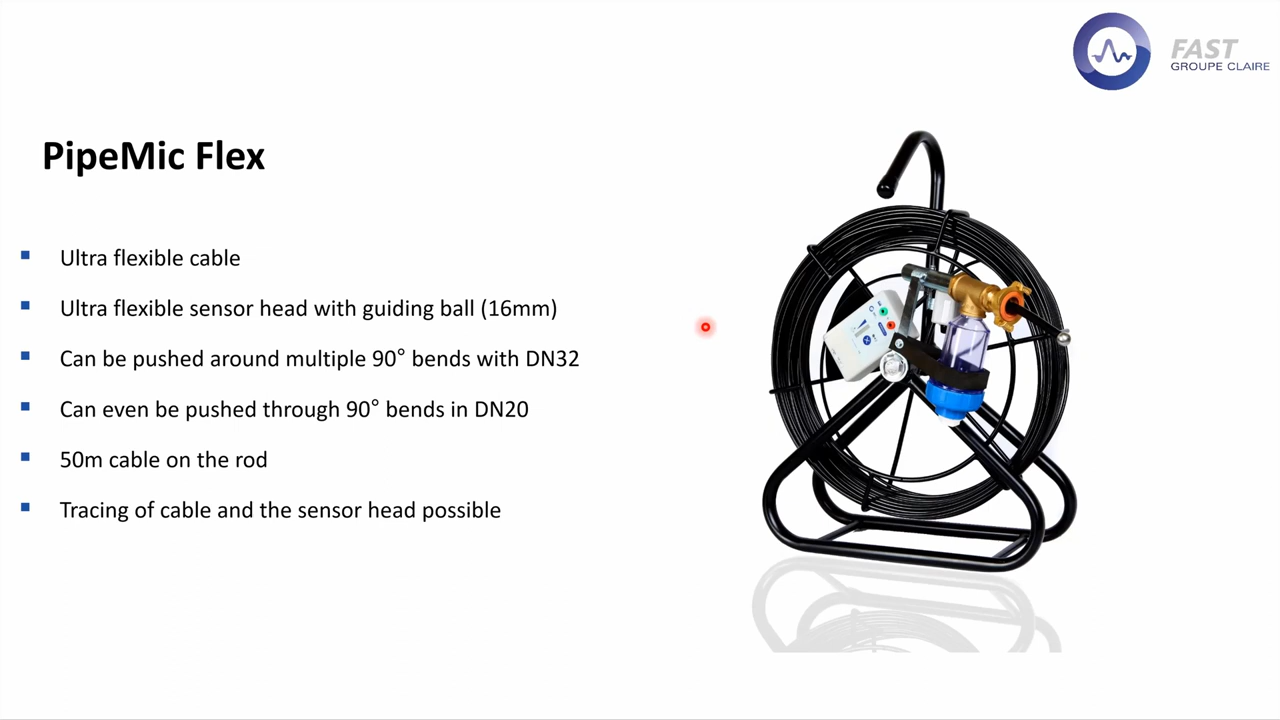 FAST
GROUPE CLAIRE
PipeMic Flex
Ultra flexible cable
Ultra flexible sensor head with guiding ball (16mm)
Can be pushed around multiple 90° bends with DN32
Can even be pushed through 90° bends in DN20
50m cable on the rod
Tracing of cable and the sensor head possible